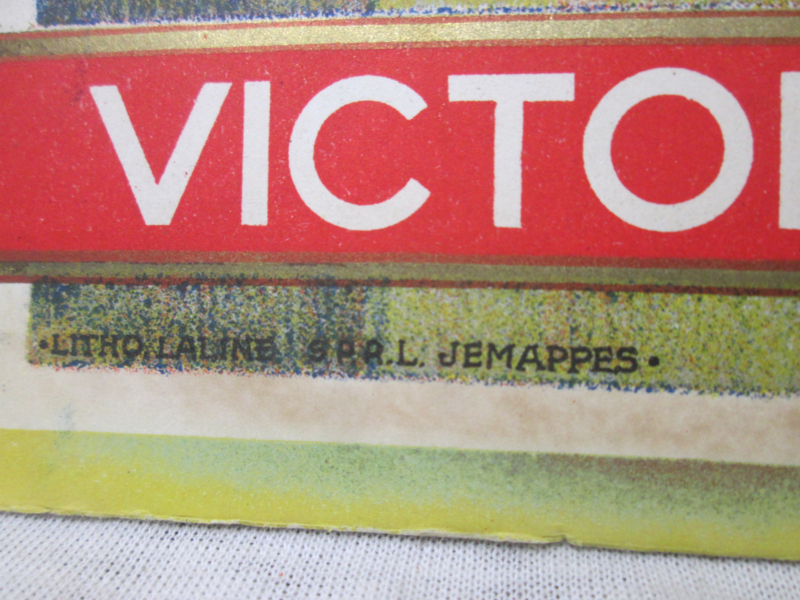 VICTO
• LITHO. LALINE S.P.R.L. JEMAPPES •